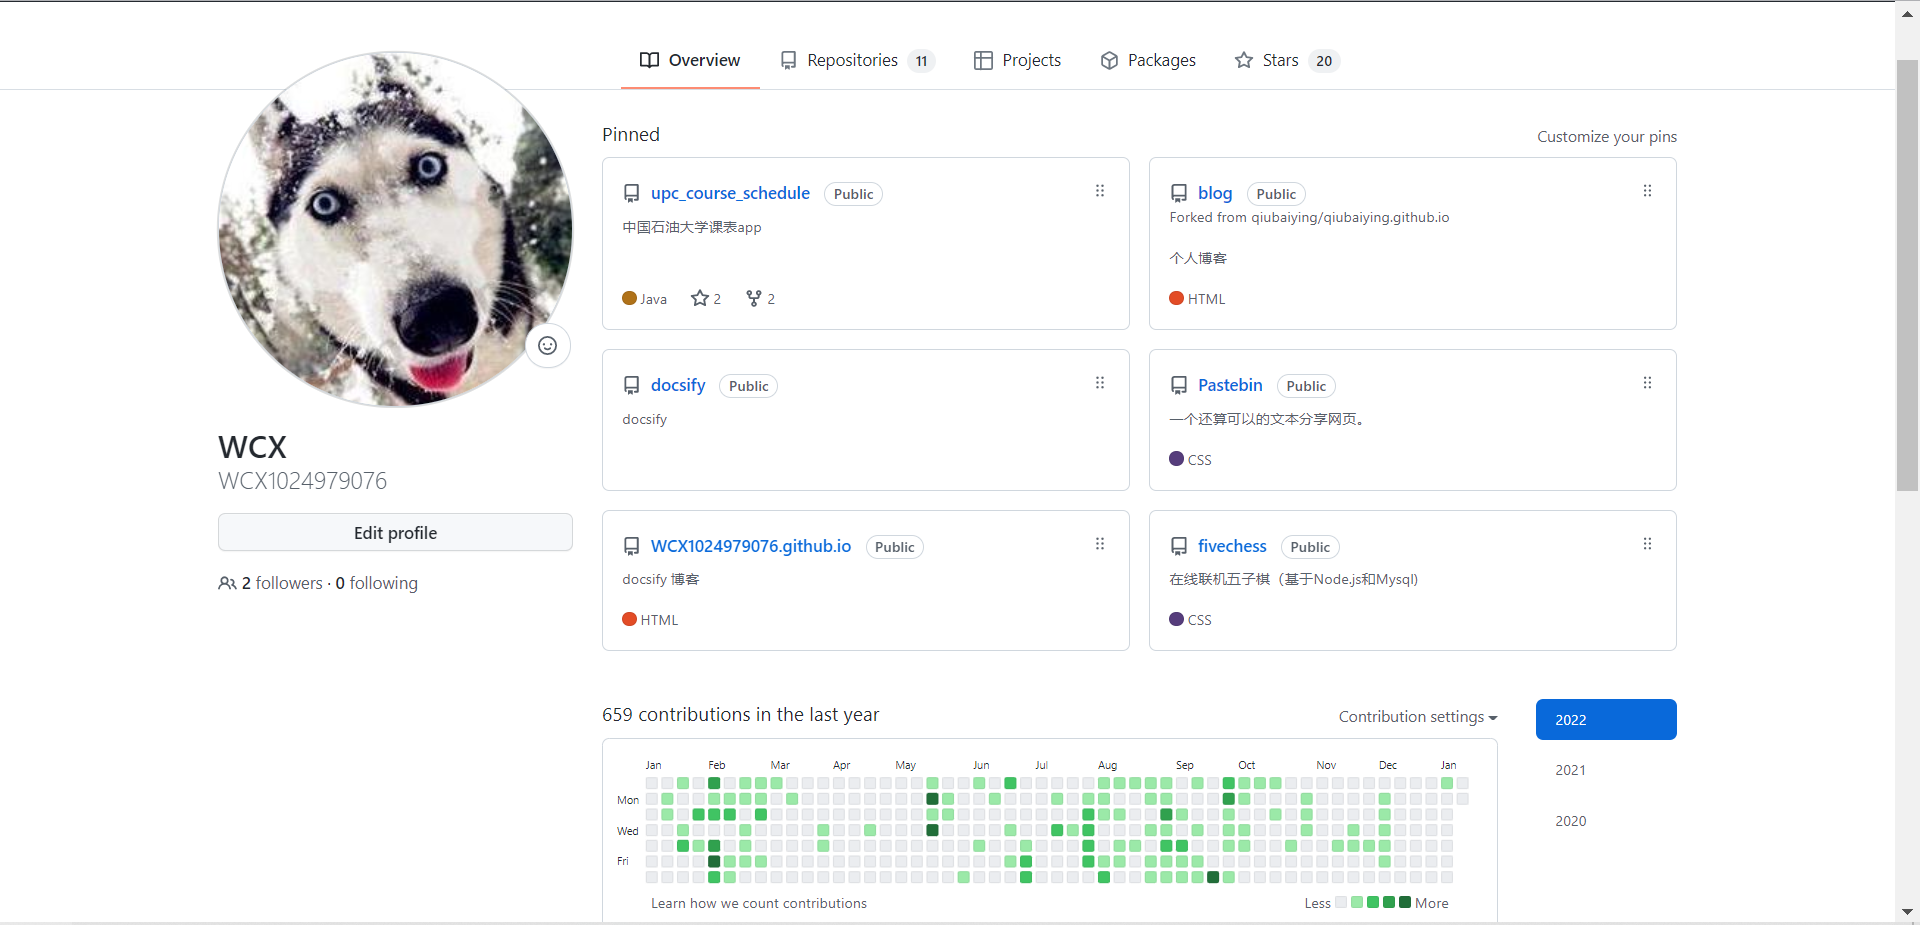 Overview Repositories 11 Projects Packages Stars 20
WCX
WCX1024979076
Edit profile
2 followers · 0 following
Pinned Customize your pins
upc_course_schedule Public
中国石油大学课表app
Java 2 2
blog Public
Forked from qiubaiying/qiubaiying.github.io
个人博客
HTML
docsify Public
docsify
Pastebin Public
一个还算可以的文本分享网页。
CSS
WCX1024979076.github.io Public
docsify 博客
HTML
fivechess Public
在线联机五子棋（基于Node.js和Mysql)
CSS
659 contributions in the last year Contribution settings
Jan Feb Mar Apr May Jun Jul Aug Sep Oct Nov Dec Jan
Mon
Wed
Fri
Learn how we count contributions Less More
2022
2021
2020